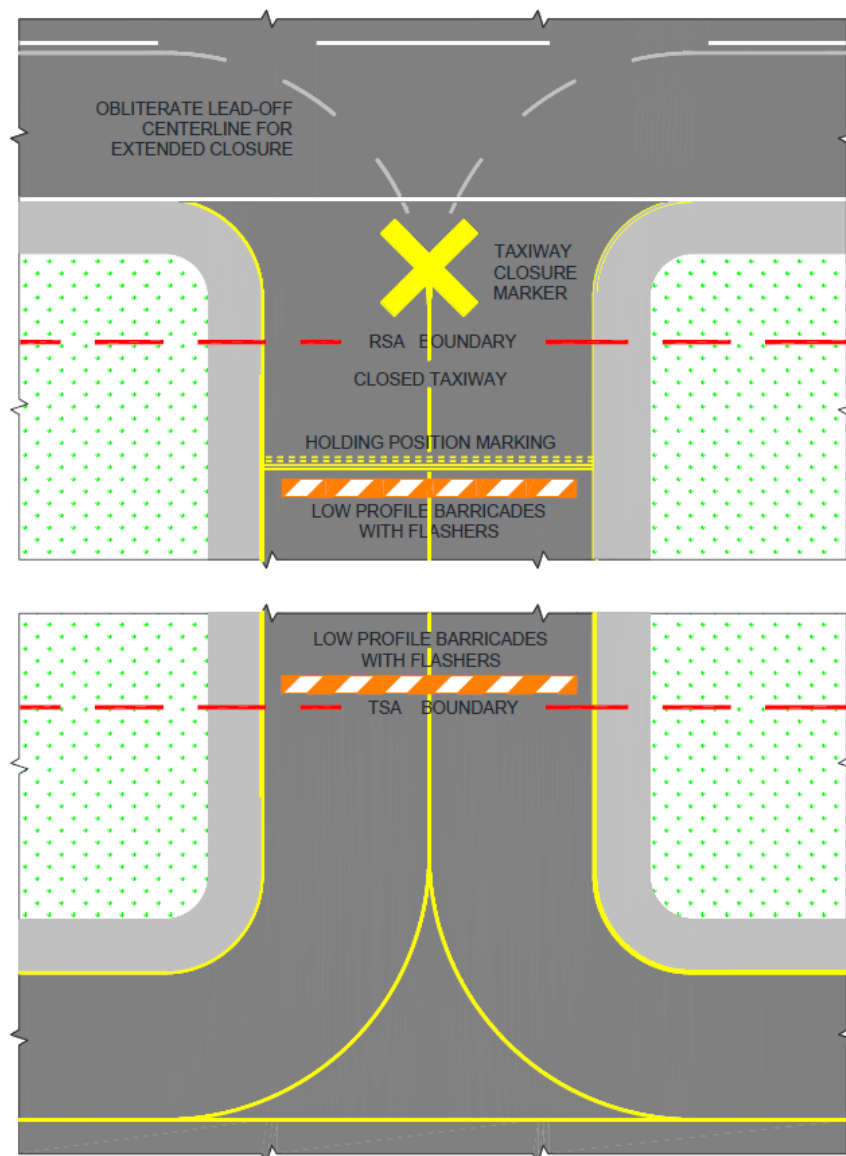 OBLITERATE LEAD-OFF
CENTERLINE FOR
EXTENDED CLOSURE
TAXIWAY
CLOSURE
MARKER
RSA BOUNDARY
CLOSED TAXIWAY
HOLDING POSITION MARKING
LOW PROFILE BARRICADES
WITH FLASHERS
LOW PROFILE BARRICADES
WITH FLASHERS
TSA BOUNDARY